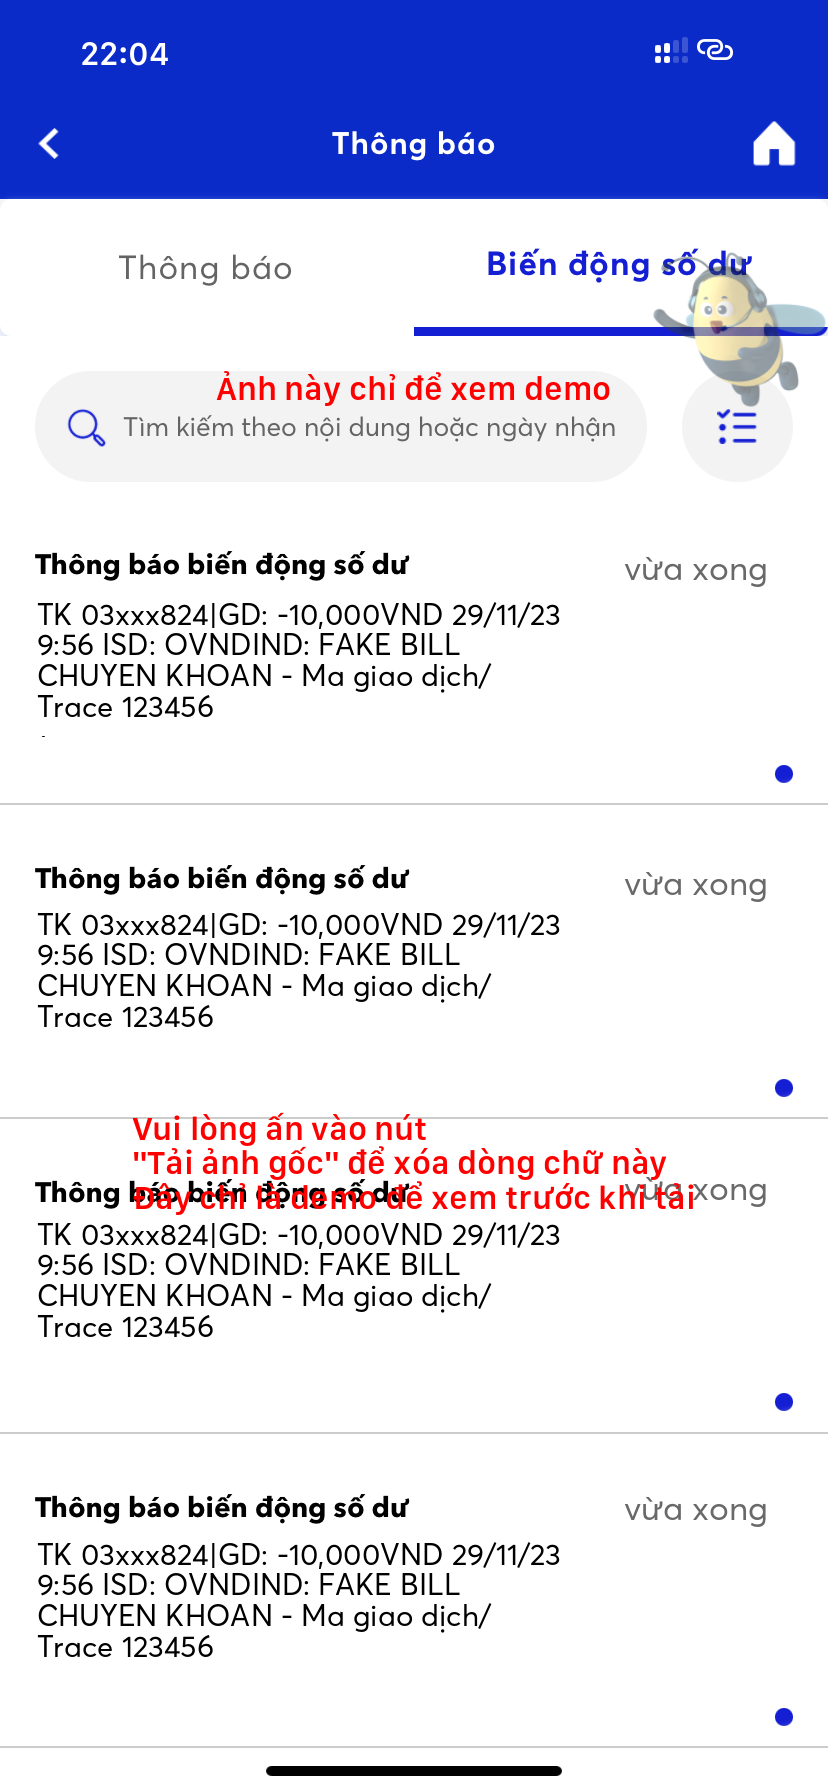 22:04
Thông báo
Thông báo
Biến động số dư
Ảnh này chỉ để xem demo
Tìm kiếm theo nội dung hoặc ngày nhận
Thông báo biến động số dư
vừa xong
TK 03xxx824|GD: -10,000VND 29/11/23
9:56 ISD: OVNDIND: FAKE BILL
CHUYEN KHOAN - Ma giao dịch/
Trace 123456
Thông báo biến động số dư
vừa xong
TK 03xxx824|GD: -10,000VND 29/11/23
9:56 ISD: OVNDIND: FAKE BILL
CHUYEN KHOAN - Ma giao dịch/
Trace 123456
Vui lòng ấn vào nút
"Tải ảnh gốc" để xóa dòng chữ này
Đây chỉ là demo để xem trước khi tải
Thông báo biến động số dư
vừa xong
TK 03xxx824|GD: -10,000VND 29/11/23
9:56 ISD: OVNDIND: FAKE BILL
CHUYEN KHOAN - Ma giao dịch/
Trace 123456
Thông báo biến động số dư
vừa xong
TK 03xxx824|GD: -10,000VND 29/11/23
9:56 ISD: OVNDIND: FAKE BILL
CHUYEN KHOAN - Ma giao dịch/
Trace 123456